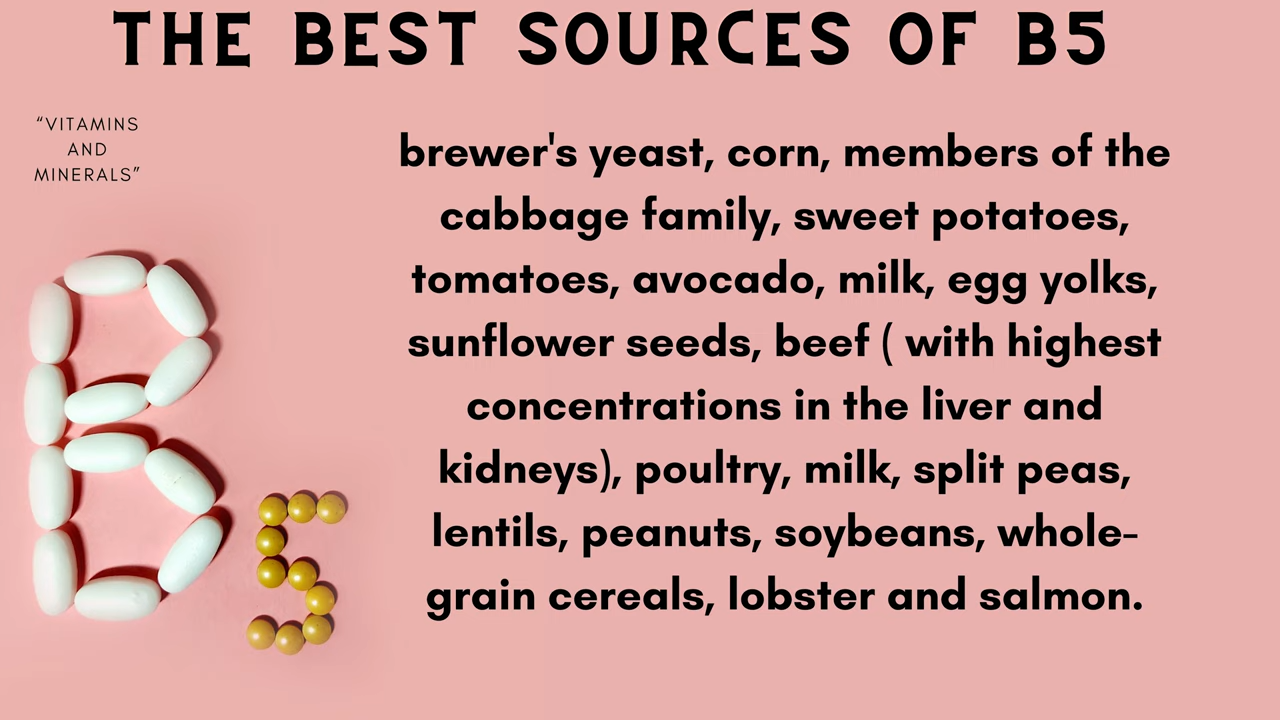 THE BEST SOURCES OF B5
"VITAMINS
AND
MINERALS"
brewer's yeast, corn, members of the
cabbage family, sweet potatoes,
tomatoes, avocado, milk, egg yolks,
sunflower seeds, beef ( with highest
concentrations in the liver and
kidneys), poultry, milk, split peas,
lentils, peanuts, soybeans, whole-
grain cereals, lobster and salmon.
B5